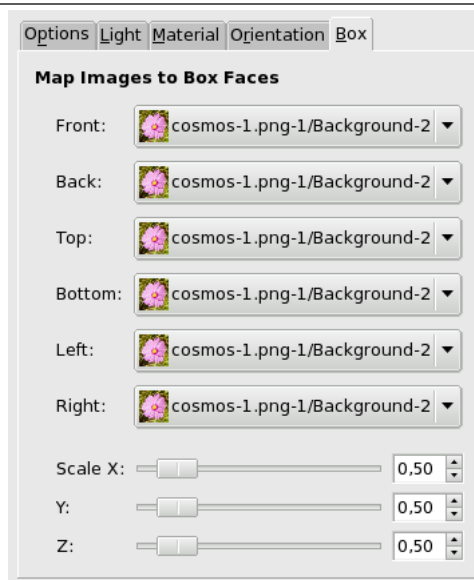 Options Light Material Orientation Box
Map Images to Box Faces
Front: cosmos-1.png-1/Background-2
Back: cosmos-1.png-1/Background-2
Top: cosmos-1.png-1/Background-2
Bottom: cosmos-1.png-1/Background-2
Left: cosmos-1.png-1/Background-2
Right: cosmos-1.png-1/Background-2
Scale X: 0,50
Y: 0,50
Z: 0,50